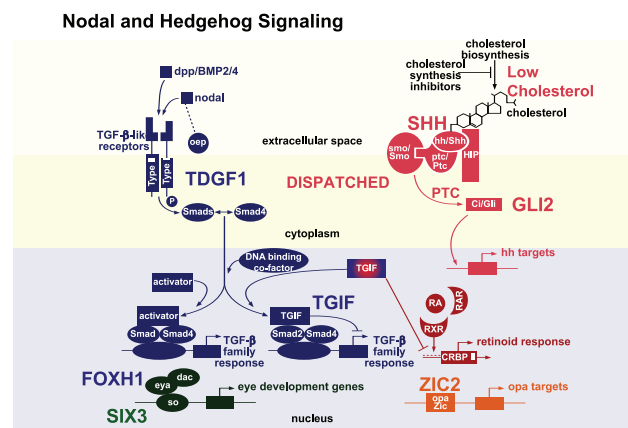 Nodal and Hedgehog Signaling
cholesterol
biosynthesis
cholesterol
synthesis
inhibitors
Low
Cholesterol
cholesterol
dpp/BMP2/4
nodal
oep
TGF-β-like
receptors
Type I
Type II
P
TDGF1
extracellular space
SHH
hh/Shh
smo/
Smo
ptc/
Ptc
HIP
DISPATCHED
PTC
Ci/Gli
GLI2
Smads
Smad4
cytoplasm
hh targets
DNA binding
co-factor
TGIF
activator
activator
Smad
Smad4
TGF-β
family
response
TGIF
TGIF
Smad2
Smad4
TGF-β
family
response
RA
RAR
RXR
retinoid response
CRBP
FOXH1
eya
dac
so
eye development genes
SIX3
ZIC2
opa
Zic
opa targets
nucleus